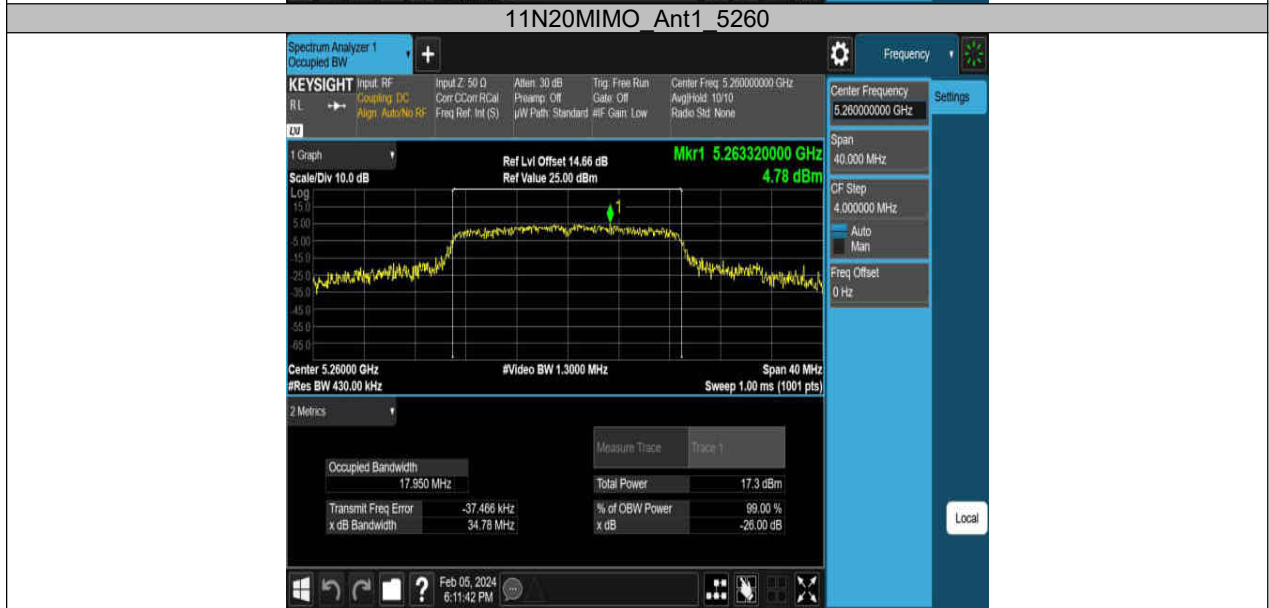 11N20MIMO_Ant1_5260
Spectrum Analyzer 1
Occupied BW
+
Frequency
KEYSIGHT
RL
LXI
Input: RF
Coupling: DC
Align: Auto/No RF
Input Z: 50 Ω
Corr CCorr RCal
Freq Ref: Int (S)
Atten: 30 dB
Preamp: Off
µW Path: Standard
Trig: Free Run
Gate: Off
#IF Gain: Low
Center Freq: 5.260000000 GHz
Avg|Hold: 10/10
Radio Std: None
Center Frequency
5.260000000 GHz
Settings
Span
40.000 MHz
CF Step
4.000000 MHz
Auto
Man
Freq Offset
0 Hz
Local
1 Graph
Scale/Div 10.0 dB
Ref Lvl Offset 14.66 dB
Ref Value 25.00 dBm
Mkr1 5.263320000 GHz
4.78 dBm
Log
15.0
5.00
-5.00
-15.0
-25.0
-35.0
-45.0
-55.0
-65.0
1
Center 5.26000 GHz
#Res BW 430.00 kHz
#Video BW 1.3000 MHz
Span 40 MHz
Sweep 1.00 ms (1001 pts)
2 Metrics
Measure Trace Trace 1
Occupied Bandwidth
17.950 MHz
Total Power 17.3 dBm
Transmit Freq Error -37.466 kHz
% of OBW Power 99.00 %
x dB Bandwidth 34.78 MHz
x dB -26.00 dB
?
Feb 05, 2024
6:11:42 PM